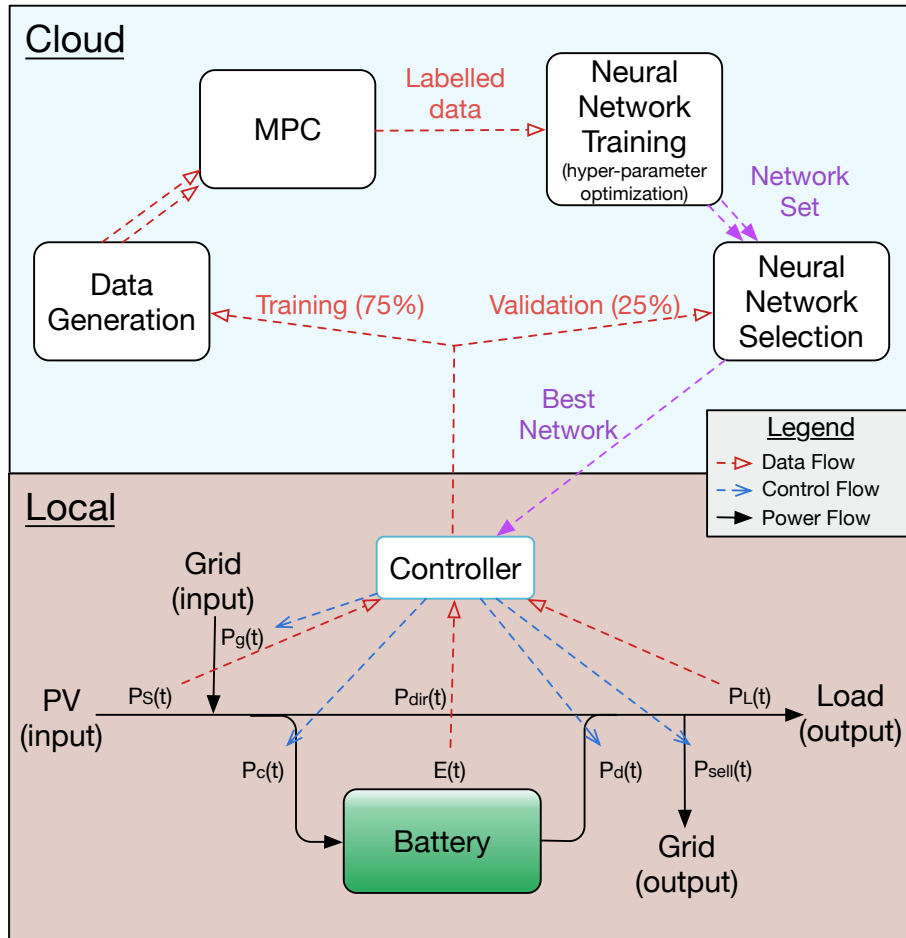 Cloud
MPC
Labelled
data
Neural
Network
Training
(hyper-parameter
optimization)
Network
Set
Data
Generation
Training (75%)
Validation (25%)
Neural
Network
Selection
Best
Network
Legend
Data Flow
Control Flow
Power Flow
Local
Controller
Grid
(input)
Pg(t)
PV
(input)
PS(t)
Pdir(t)
PL(t)
Load
(output)
Pc(t)
E(t)
Pd(t)
Psell(t)
Battery
Grid
(output)